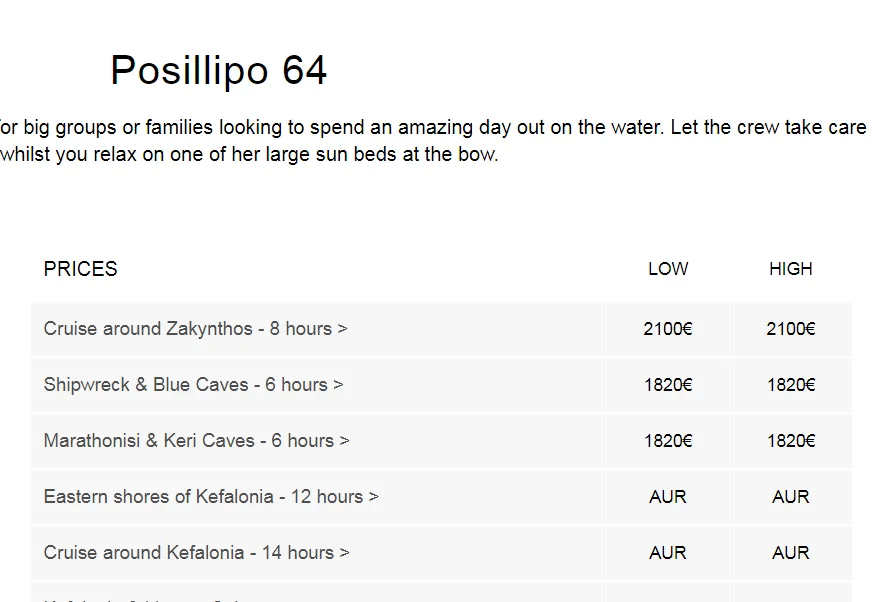 Posillipo 64
or big groups or families looking to spend an amazing day out on the water. Let the crew take care
whilst you relax on one of her large sun beds at the bow.
PRICES LOW HIGH
Cruise around Zakynthos - 8 hours > 2100€ 2100€
Shipwreck & Blue Caves - 6 hours > 1820€ 1820€
Marathonisi & Keri Caves - 6 hours > 1820€ 1820€
Eastern shores of Kefalonia - 12 hours > AUR AUR
Cruise around Kefalonia - 14 hours > AUR AUR